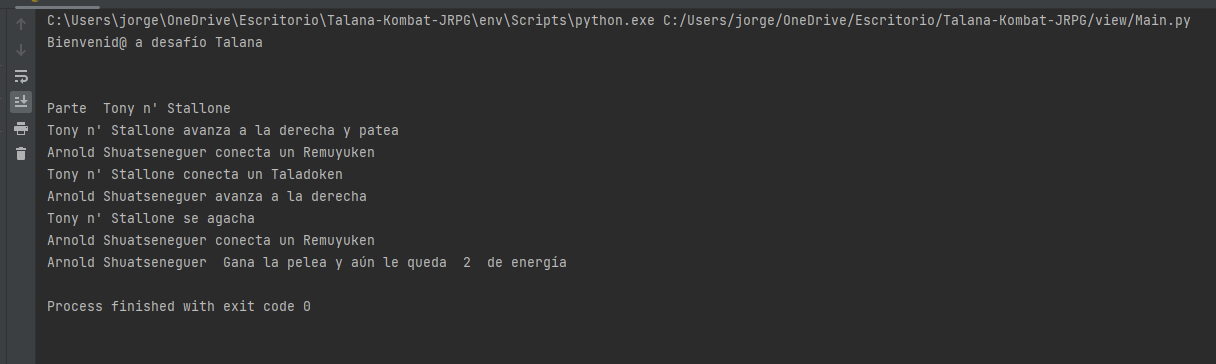 C:\Users\jorge\OneDrive\Escritorio\Talana-Kombat-JRPG\env\Scripts\python.exe C:/Users/jorge/OneDrive/Escritorio/Talana-Kombat-JRPG/view/Main.py
Bienvenid@ a desafío Talana
Parte  Tony n' Stallone
Tony n' Stallone avanza a la derecha y patea
Arnold Shuatseneguer conecta un Remuyuken
Tony n' Stallone conecta un Taladoken
Arnold Shuatseneguer avanza a la derecha
Tony n' Stallone se agacha
Arnold Shuatseneguer conecta un Remuyuken
Arnold Shuatseneguer  Gana la pelea y aún le queda  2  de energía
Process finished with exit code 0